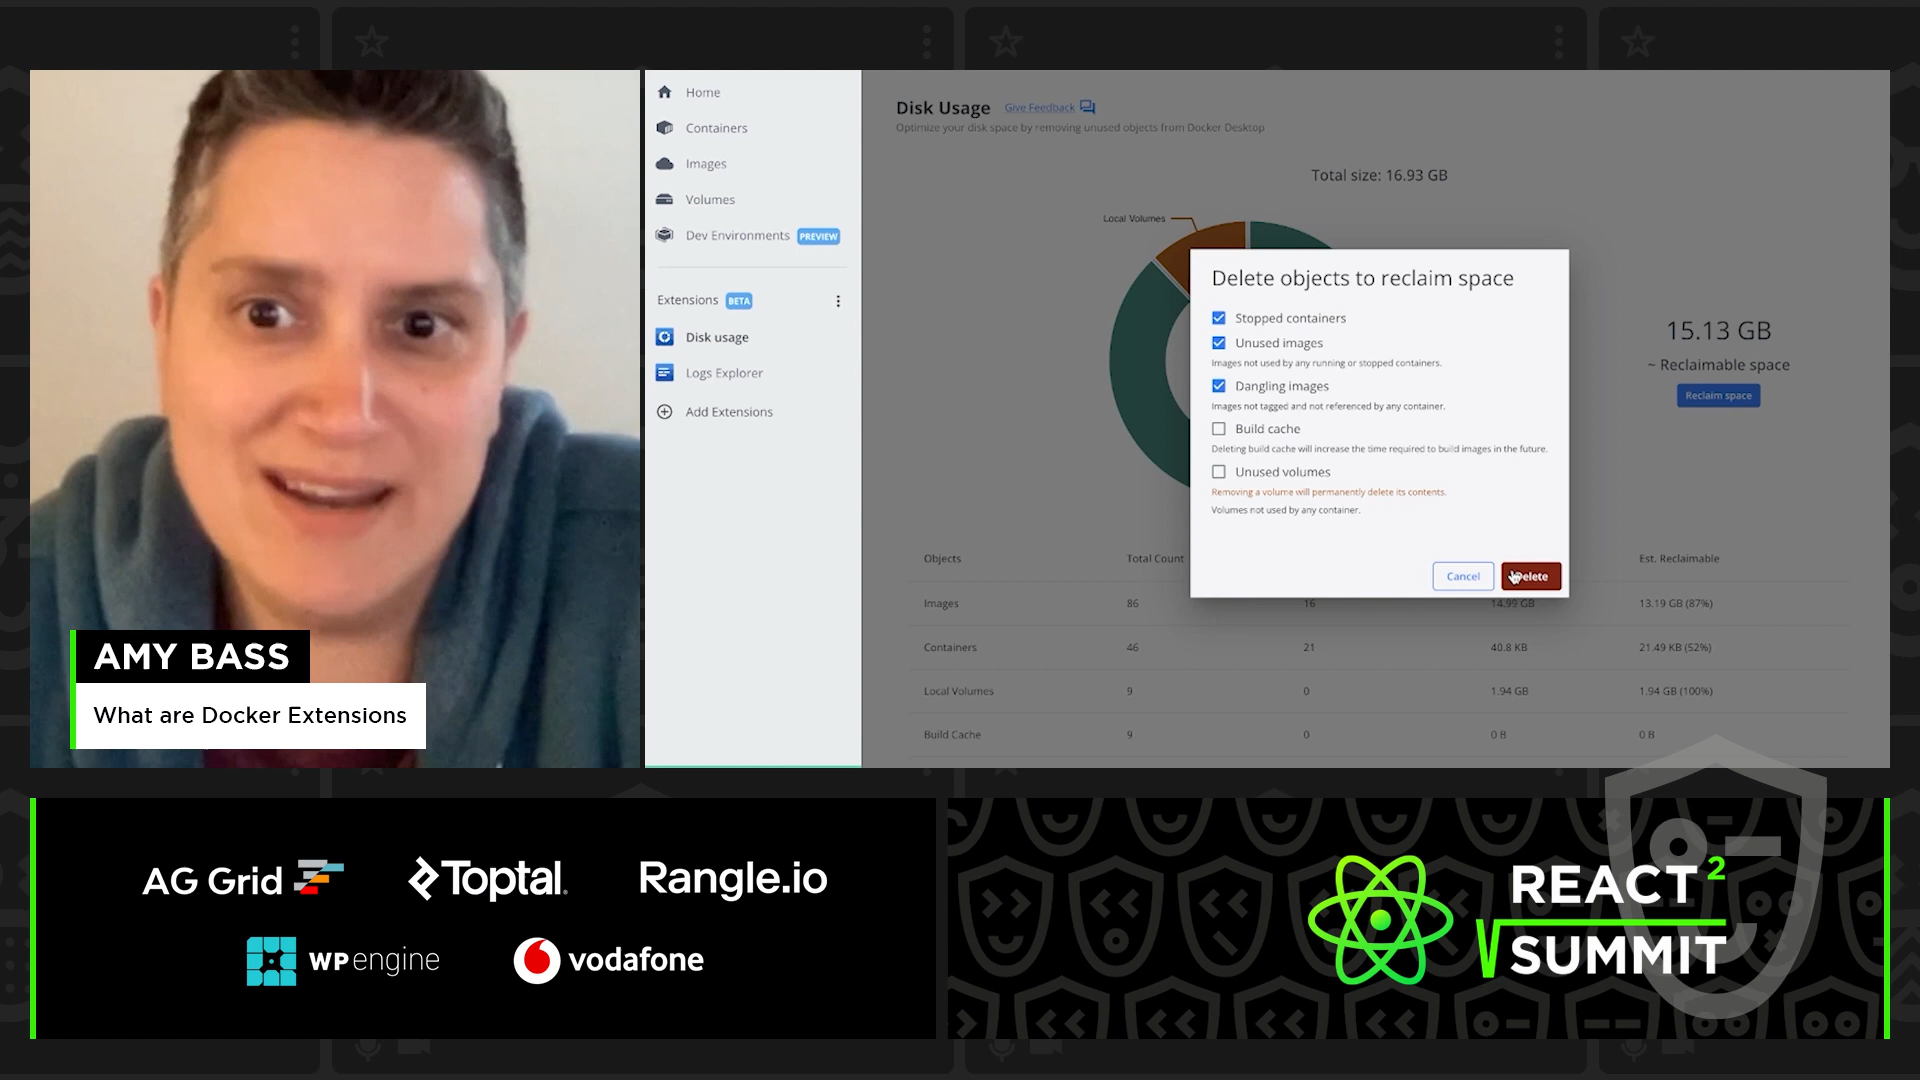 Home
Containers
Images
Volumes
Dev Environments PREVIEW
Extensions BETA
Disk usage
Logs Explorer
Add Extensions
Disk Usage Give Feedback
Optimize your disk space by removing unused objects from Docker Desktop
Total size: 16.93 GB
Local Volumes
15.13 GB
~ Reclaimable space
Reclaim space
Delete objects to reclaim space
Stopped containers
Unused images
Images not used by any running or stopped containers.
Dangling images
Images not tagged and not referenced by any container.
Build cache
Deleting build cache will increase the time required to build images in the future.
Unused volumes
Removing a volume will permanently delete its contents.
Volumes not used by any container.
Cancel Delete
Objects Total Count Est. Reclaimable
Images 86 16 14.99 GB 13.19 GB (87%)
Containers 46 21 40.8 KB 21.49 KB (52%)
Local Volumes 9 0 1.94 GB 1.94 GB (100%)
Build Cache 9 0 0 B 0 B
AMY BASS
What are Docker Extensions
AG Grid Toptal Rangle.io
WP engine vodafone
REACT 2
SUMMIT